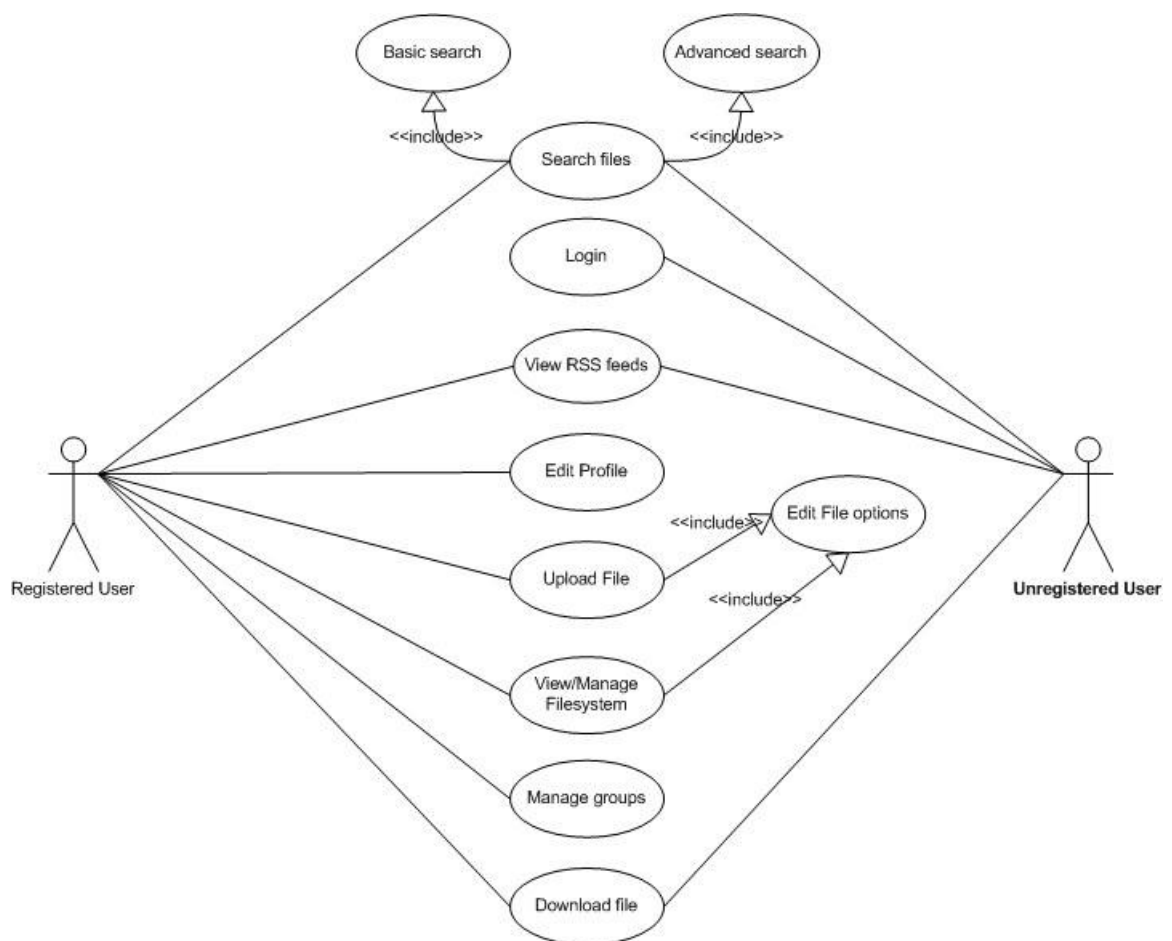 Basic search
Advanced search
<<include>>
<<include>>
Search files
Login
View RSS feeds
Edit Profile
<<include>>
Edit File options
Upload File
Registered User
Unregistered User
<<include>>
View/Manage
Filesystem
Manage groups
Download file